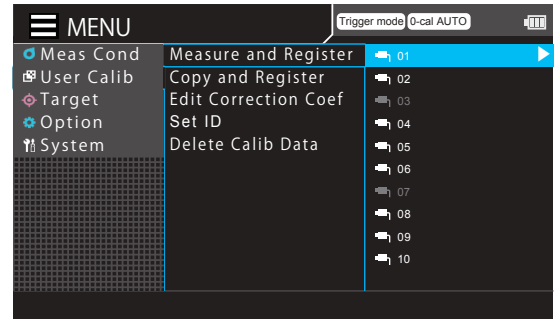 MENU
Trigger mode 0-cal AUTO
Meas Cond
User Calib
Target
Option
System
Measure and Register
Copy and Register
Edit Correction Coef
Set ID
Delete Calib Data
01
02
03
04
05
06
07
08
09
10